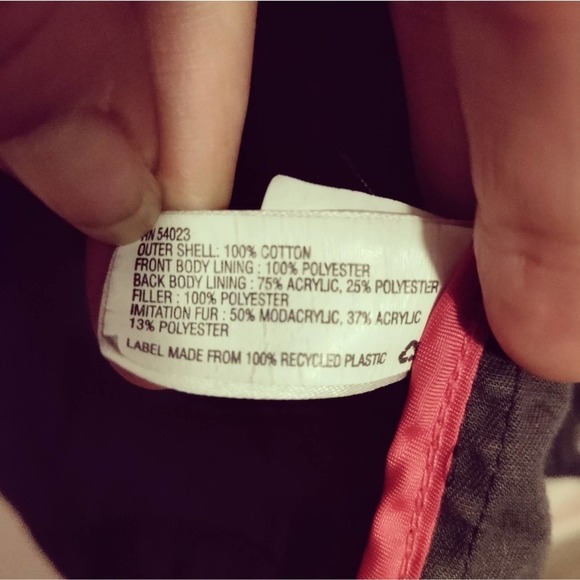 RN 54023
OUTER SHELL: 100% COTTON
FRONT BODY LINING : 100% POLYESTER
BACK BODY LINING : 75% ACRYLIC, 25% POLYESTER
FILLER : 100% POLYESTER
IMITATION FUR : 50% MODACRYLIC, 37% ACRYLIC
13% POLYESTER
LABEL MADE FROM 100% RECYCLED PLASTIC